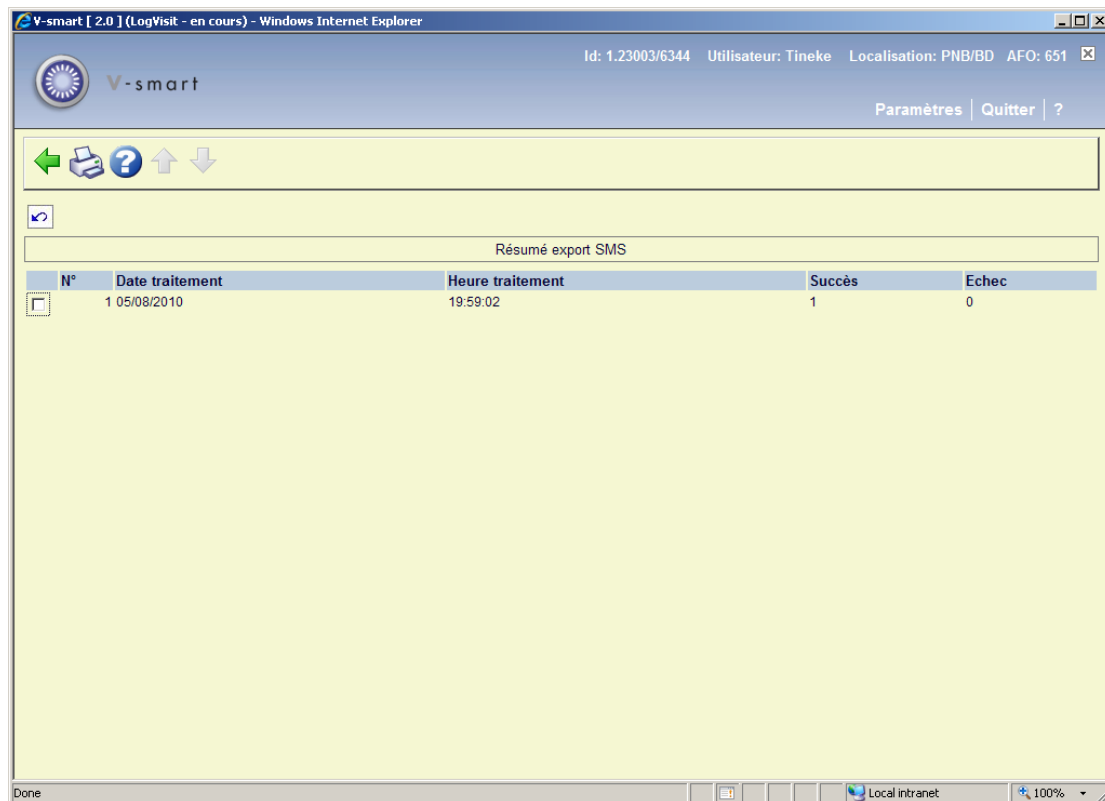 V-smart [ 2.0 ] (LogVisit - en cours) - Windows Internet Explorer
Id: 1.23003/6344 Utilisateur: Tineke Localisation: PNB/BD AFO: 651
V-smart
Paramètres | Quitter | ?
Résumé export SMS
N° Date traitement Heure traitement Succès Echec
1 05/08/2010 19:59:02 1 0
Done Local intranet 100%